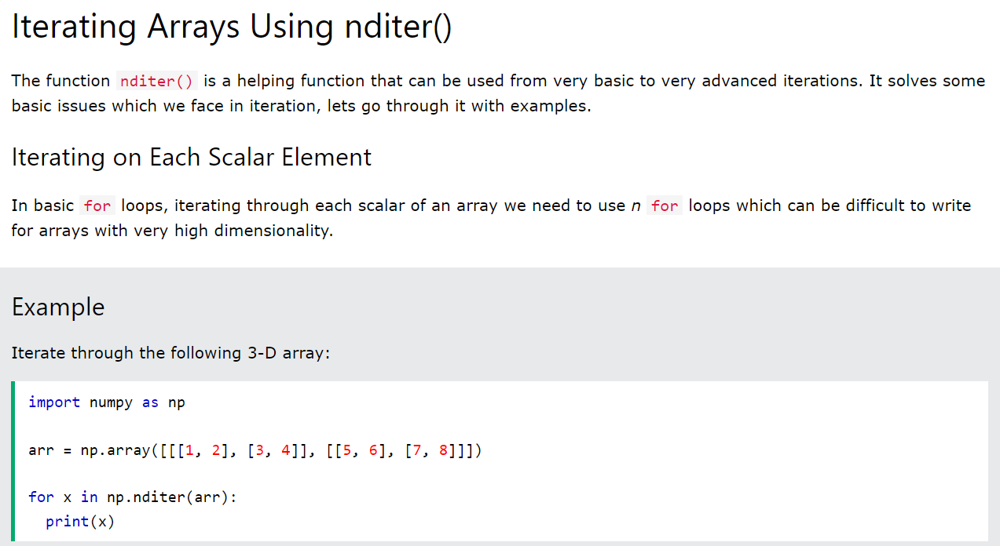 Iterating Arrays Using nditer()
The function nditer() is a helping function that can be used from very basic to very advanced iterations. It solves some
basic issues which we face in iteration, lets go through it with examples.
Iterating on Each Scalar Element
In basic for loops, iterating through each scalar of an array we need to use n for loops which can be difficult to write
for arrays with very high dimensionality.
Example
Iterate through the following 3-D array:
import numpy as np
arr = np.array([[[1, 2], [3, 4]], [[5, 6], [7, 8]]])
for x in np.nditer(arr):
  print(x)